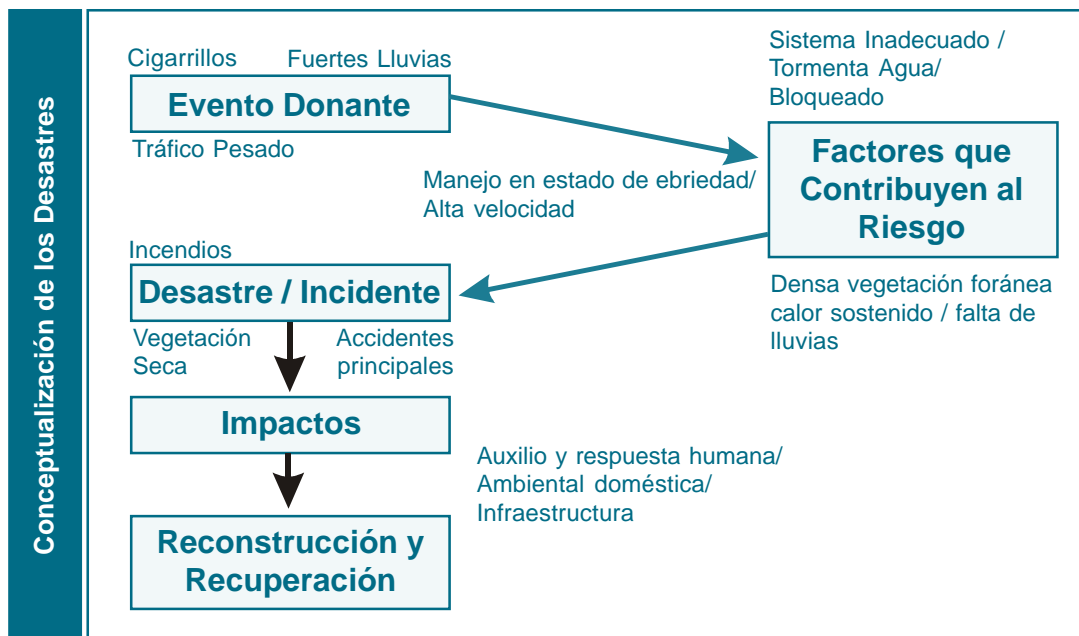 Conceptualización de los Desastres
Cigarrillos
Fuertes Lluvias
Evento Donante
Tráfico Pesado
Sistema Inadecuado /
Tormenta Agua/
Bloqueado
Manejo en estado de ebriedad/
Alta velocidad
Factores que
Contribuyen al
Riesgo
Densa vegetación foránea
calor sostenido / falta de
lluvias
Incendios
Desastre / Incidente
Vegetación
Seca
Accidentes
principales
Impactos
Auxilio y respuesta humana/
Ambiental doméstica/
Infraestructura
Reconstrucción y
Recuperación